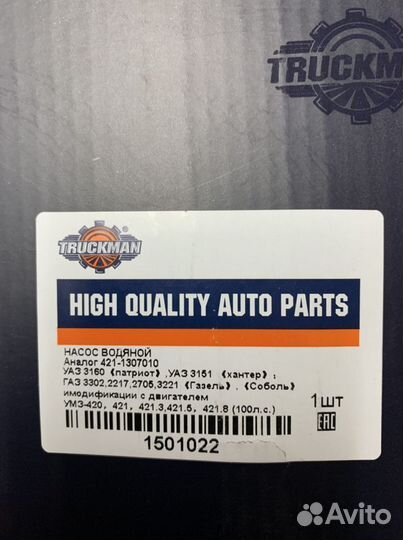 TRUCKMAN
TRUCKMAN
HIGH QUALITY AUTO PARTS
НАСОС ВОДЯНОЙ
Аналог 421-1307010
УАЗ 3160 《патриот》,УАЗ 3151 《хантер》;
ГАЗ 3302,2217,2705,3221 《Газель》, 《Соболь》
имодификации с двигателем
УМЗ-420, 421, 421.3,421.5, 421.8 (100л.с.)
1шт
EAC
1501022
Avito